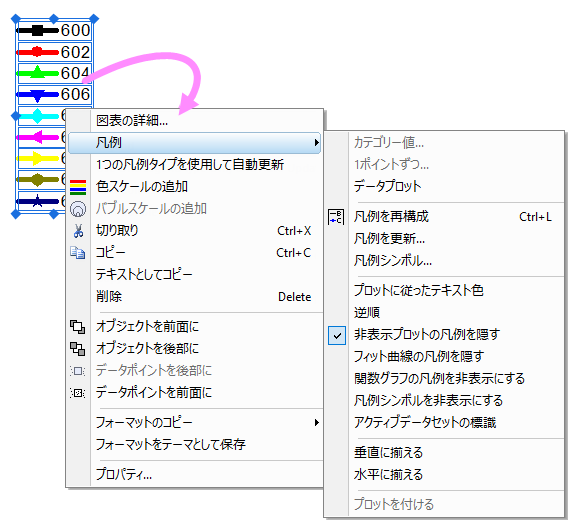 600
602
604
606
図表の詳細...
凡例
1つの凡例タイプを使用して自動更新
色スケールの追加
バブルスケールの追加
切り取り Ctrl+X
コピー Ctrl+C
テキストとしてコピー
削除 Delete
オブジェクトを前面に
オブジェクトを後部に
データポイントを後部に
データポイントを前面に
フォーマットのコピー
フォーマットをテーマとして保存
プロパティ...
カテゴリー値...
1ポイントずつ...
データプロット
凡例を再構成 Ctrl+L
凡例を更新...
凡例シンボル...
プロットに従ったテキスト色
逆順
非表示プロットの凡例を隠す
フィット曲線の凡例を隠す
関数グラフの凡例を非表示にする
凡例シンボルを非表示にする
アクティブデータセットの標識
垂直に揃える
水平に揃える
プロットを付ける